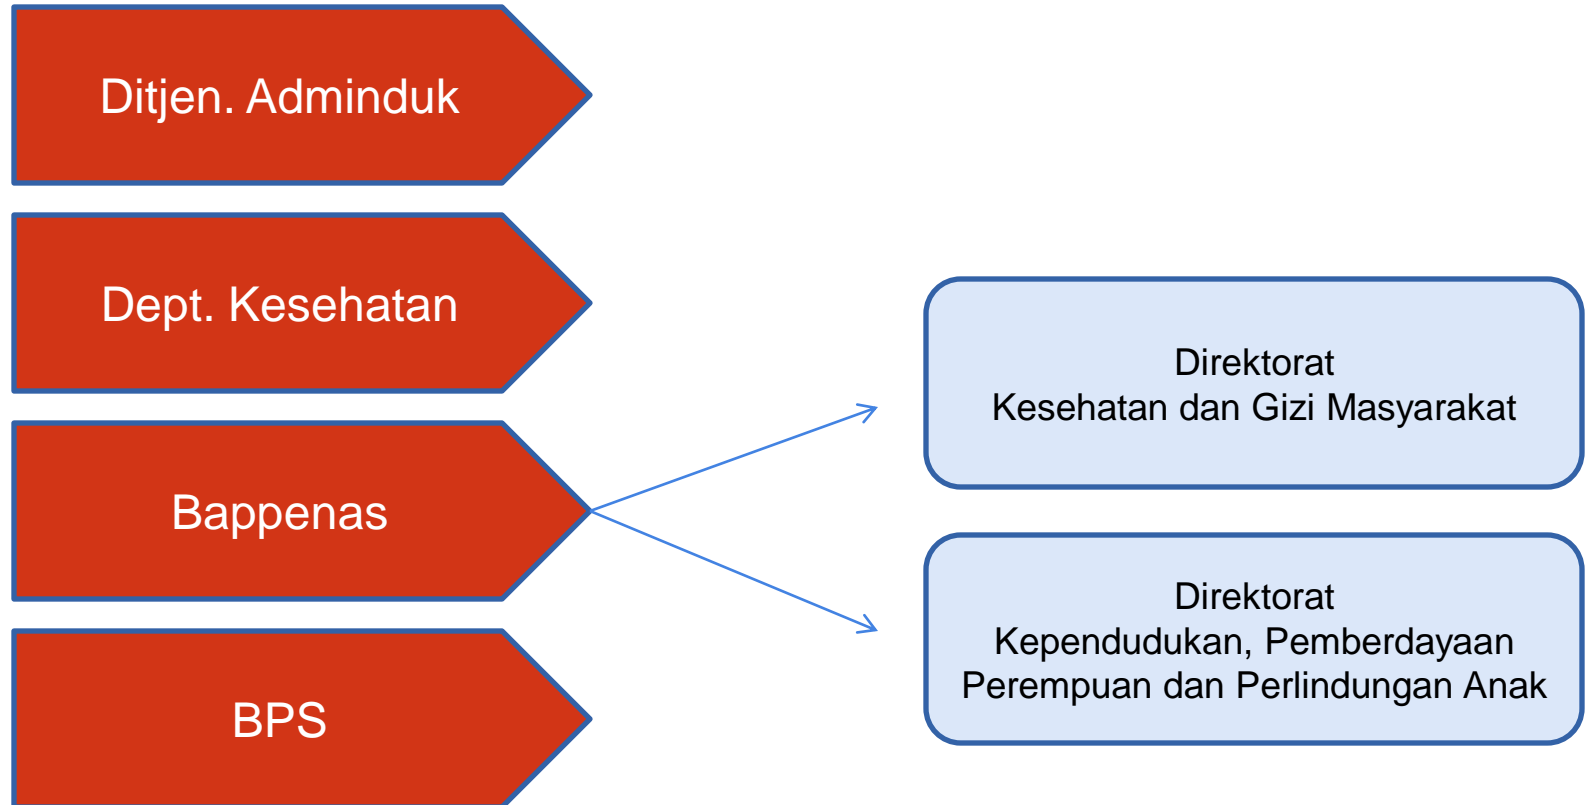 Ditjen. Adminduk
Dept. Kesehatan
Bappenas
BPS
Direktorat
Kesehatan dan Gizi Masyarakat
Direktorat
Kependudukan, Pemberdayaan
Perempuan dan Perlindungan Anak